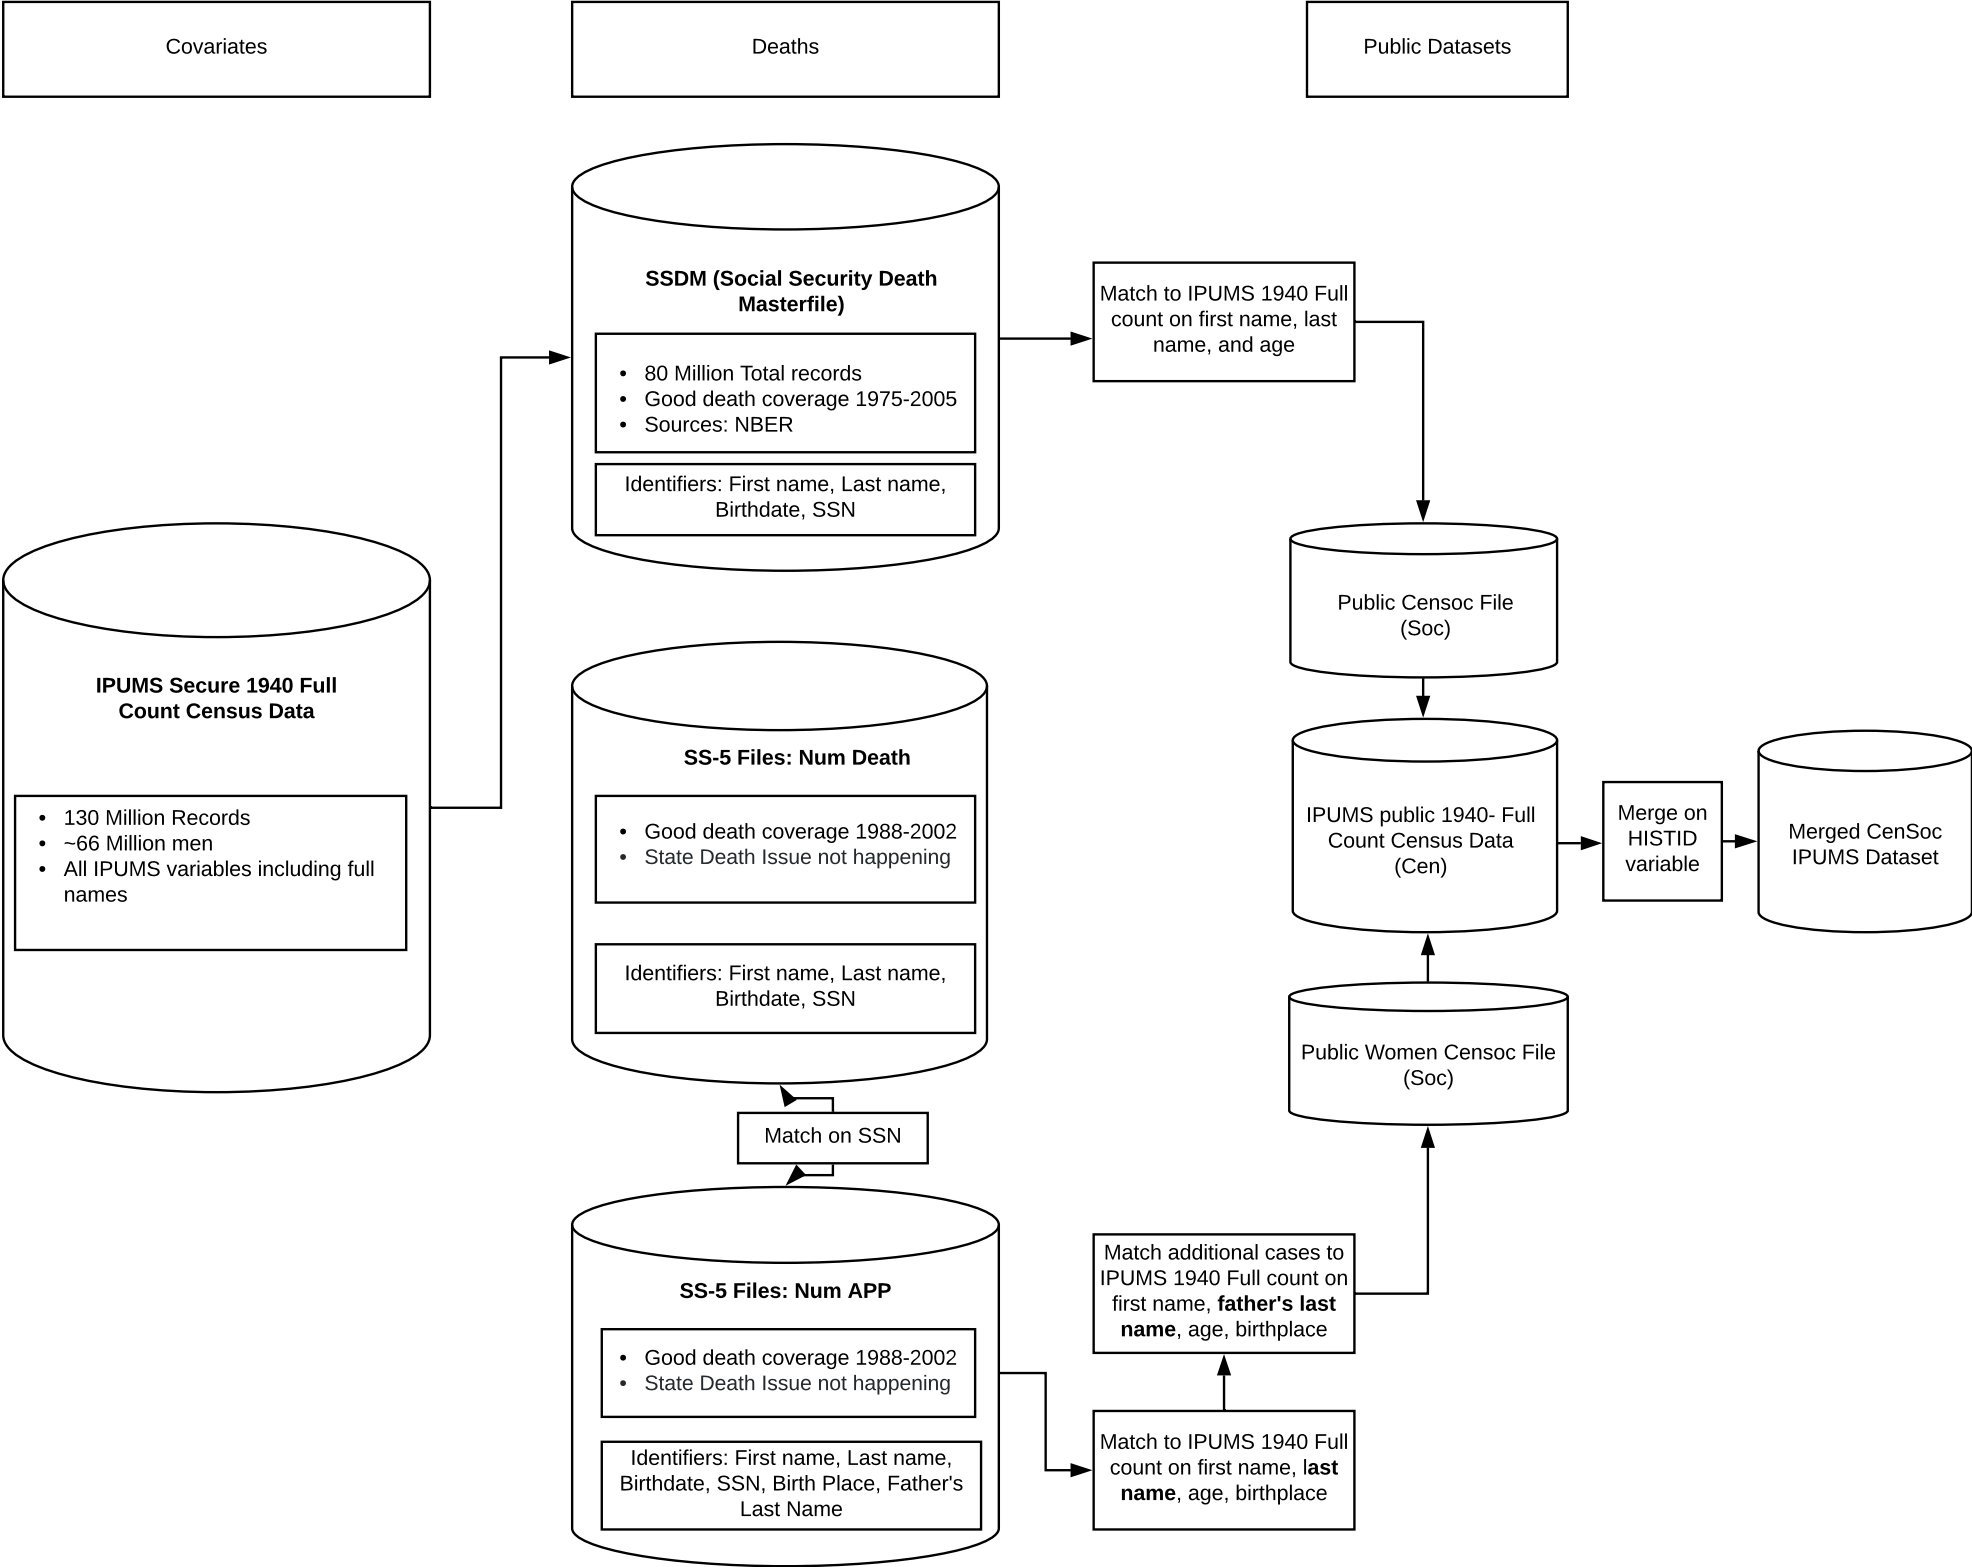 Covariates
Deaths
Public Datasets
SSDM (Social Security Death
Masterfile)
• 80 Million Total records
• Good death coverage 1975-2005
• Sources: NBER
Identifiers: First name, Last name,
Birthdate, SSN
Match to IPUMS 1940 Full
count on first name, last
name, and age
IPUMS Secure 1940 Full
Count Census Data
• 130 Million Records
• ~66 Million men
• All IPUMS variables including full
names
SS-5 Files: Num Death
• Good death coverage 1988-2002
• State Death Issue not happening
Identifiers: First name, Last name,
Birthdate, SSN
Match on SSN
SS-5 Files: Num APP
• Good death coverage 1988-2002
• State Death Issue not happening
Identifiers: First name, Last name,
Birthdate, SSN, Birth Place, Father's
Last Name
Match to IPUMS 1940 Full
count on first name, last
name, age, birthplace
Match additional cases to
IPUMS 1940 Full count on
first name, father's last
name, age, birthplace
Public Censoc File
(Soc)
IPUMS public 1940- Full
Count Census Data
(Cen)
Public Women Censoc File
(Soc)
Merge on
HISTID
variable
Merged CenSoc
IPUMS Dataset